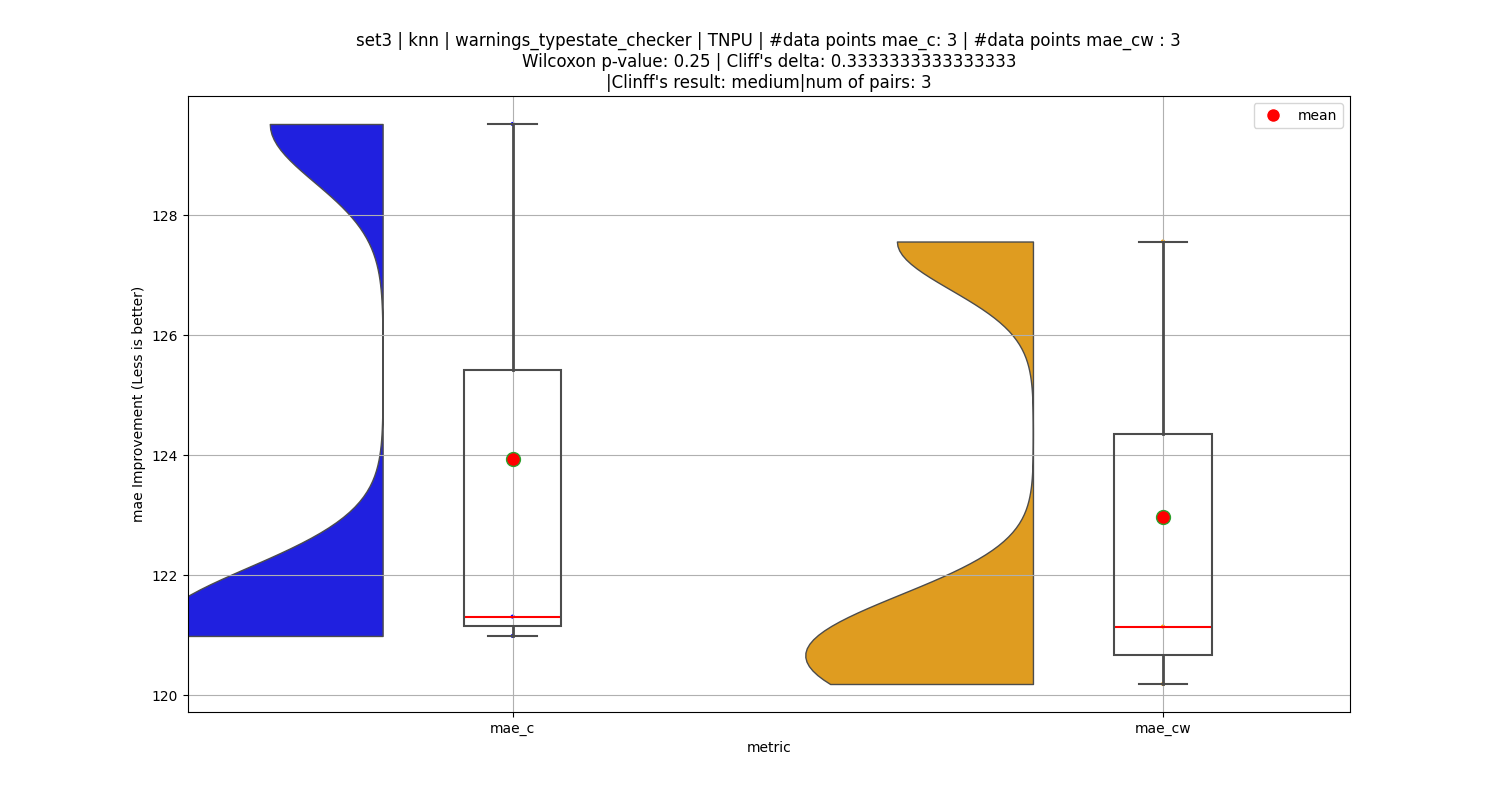 set3 | knn | warnings_typestate_checker | TNPU | #data points mae_c: 3 | #data points mae_cw : 3
Wilcoxon p-value: 0.25 | Cliff's delta: 0.3333333333333333
|Clinff's result: medium|num of pairs: 3
mean
mae Improvement (Less is better)
128
126
124
122
120
mae_c
mae_cw
metric